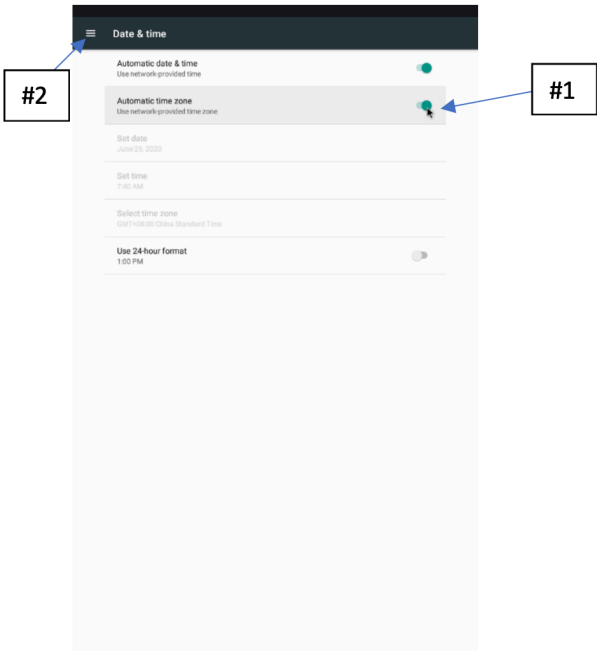 Date & time
Automatic date & time
Use network-provided time
#2
Automatic time zone
Use network-provided time zone
#1
Set date
June 29, 2020
Set time
7:40 AM
Select time zone
GMT+08:00 China Standard Time
Use 24-hour format
1:00 PM